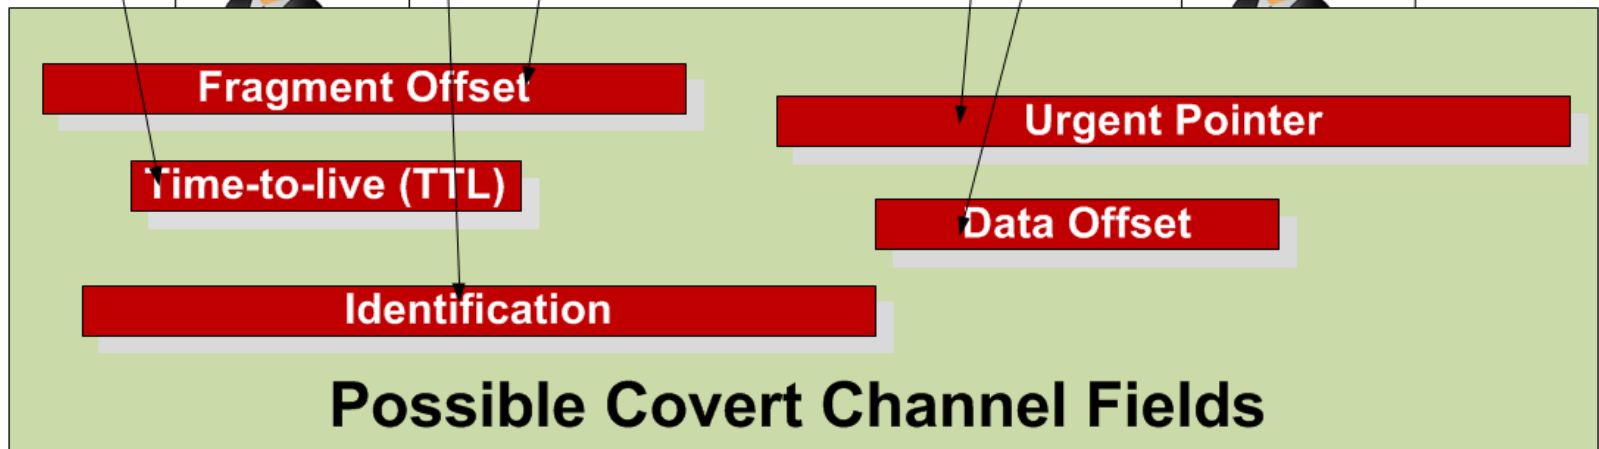 Fragment Offset
Urgent Pointer
Time-to-live (TTL)
Data Offset
Identification
Possible Covert Channel Fields